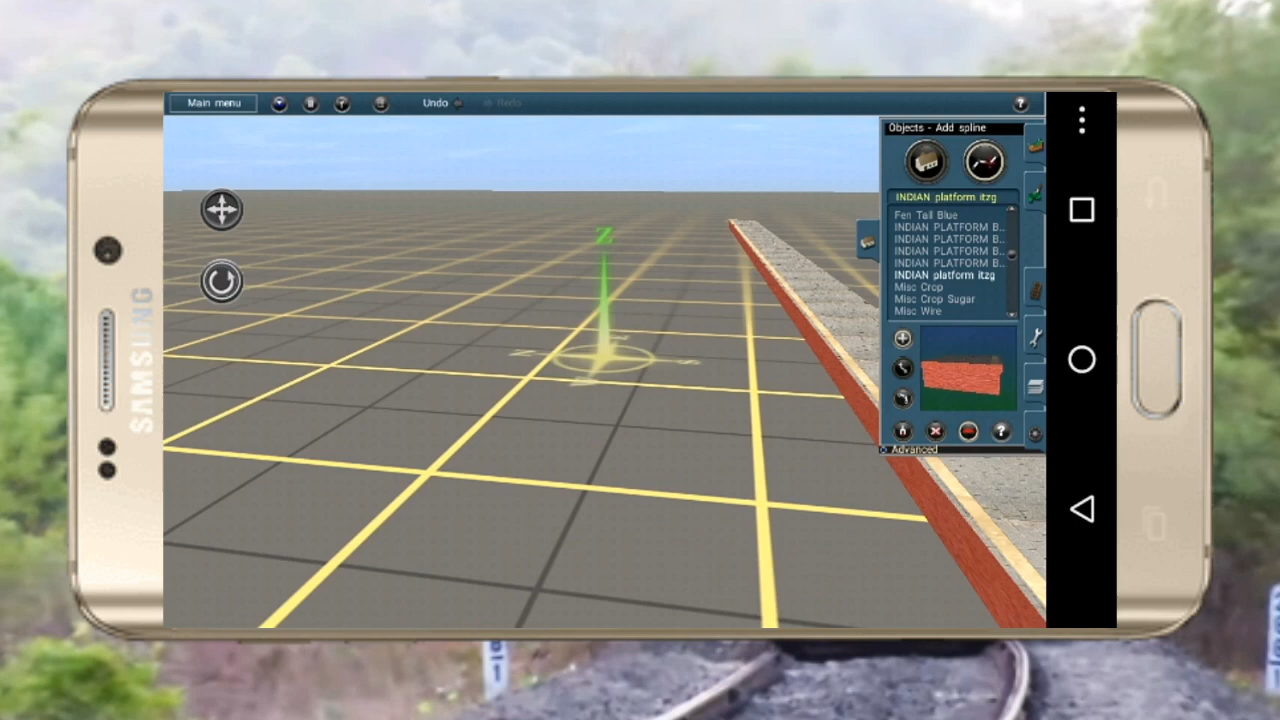 Main menu
Undo
Redo
?
Objects - Add spline
INDIAN platform itzg
Fen Tall Blue
INDIAN PLATFORM B..
INDIAN PLATFORM B..
INDIAN PLATFORM B..
INDIAN PLATFORM B..
INDIAN platform itzg
Misc Crop
Misc Crop Sugar
Misc Wire
?
Advanced
Z
SAMSUNG